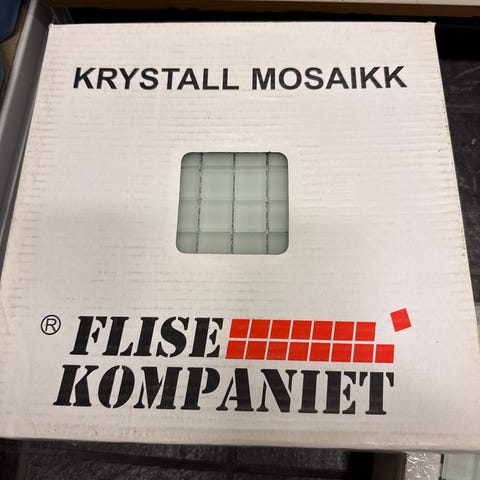 KRYSTALL MOSAIKK
® FLISE
KOMPANIET